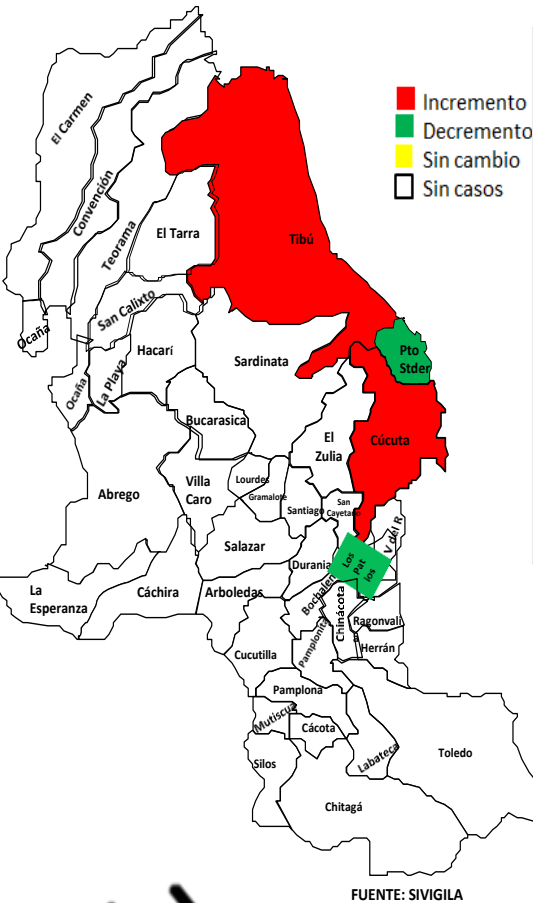 Incremento
Decremento
Sin cambio
Sin casos
El Carmen
Convención
Teorama
El Tarra
Tibú
San Calixto
Ocaña
Hacarí
Sardinata
Pto
Stder
Ocaña
La Playa
Bucarasica
El
Zulia
Cúcuta
Abrego
Villa
Caro
Lourdes
Gramalote
Santiago
San
Cayetano
V del R
Salazar
Durania
Los
Pat
ios
La
Esperanza
Cáchira
Arboledas
Bochalen
Chinácota
Ragonvali
a
Herrán
Cucutilla
Pamplonita
Pamplona
Mutiscua
Cácota
Labateca
Toledo
Silos
Chitagá
FUENTE: SIVIGILA